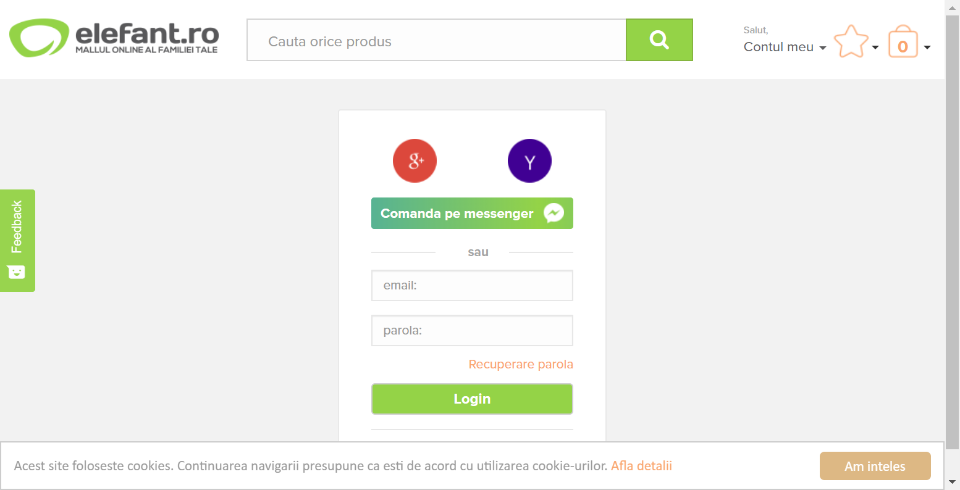 elefant.ro
MALLUL ONLINE AL FAMILIEI TALE
Cauta orice produs
Salut,
Contul meu
0
g+
Y
Comanda pe messenger
Feedback
sau
email:
parola:
Recuperare parola
Login
Acest site foloseste cookies. Continuarea navigarii presupune ca esti de acord cu utilizarea cookie-urilor. Afla detalii
Am inteles